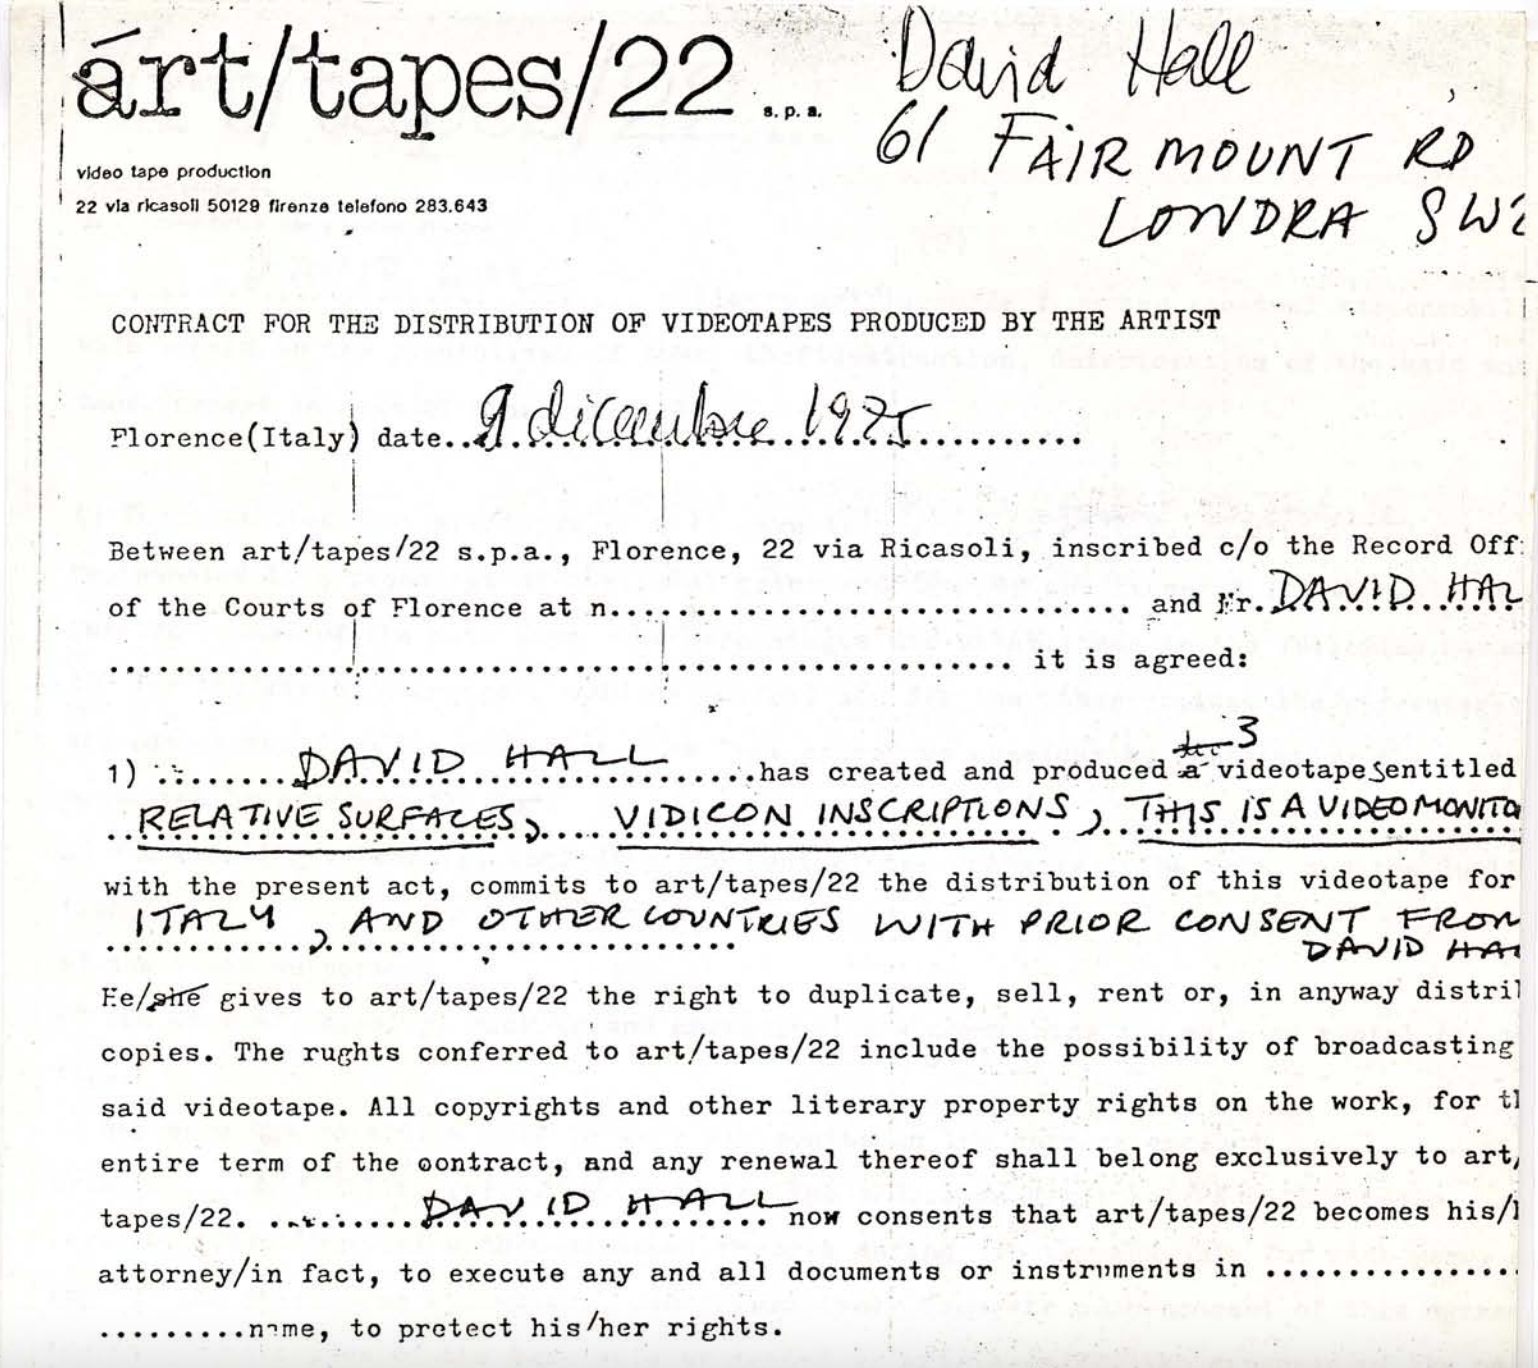 árt/tapes/22 s.p.a.
video tape production
22 via ricasoli 50129 firenze telefono 283.643
David Hall
61 FAIRMOUNT RD
LONDRA SW2
CONTRACT FOR THE DISTRIBUTION OF VIDEOTAPES PRODUCED BY THE ARTIST
Florence(Italy) date..9 dicembre 1975..........
Between art/tapes/22 s.p.a., Florence, 22 via Ricasoli, inscribed c/o the Record Off
of the Courts of Florence at n................................ and Mr. DAVID HAL
....................................................... it is agreed:
3
1) ........DAVID HALL........has created and produced a videotapes entitled
RELATIVE SURFACES, VIDICON INSCRIPTIONS, THIS IS A VIDEO MONITO
with the present act, commits to art/tapes/22 the distribution of this videotape for
ITALY, AND OTHER COUNTRIES WITH PRIOR CONSENT FROM
DAVID HAL
He/she gives to art/tapes/22 the right to duplicate, sell, rent or, in anyway distri
copies. The rughts conferred to art/tapes/22 include the possibility of broadcasting
said videotape. All copyrights and other literary property rights on the work, for t
entire term of the contract, and any renewal thereof shall belong exclusively to art/
tapes/22. ..........DAVID HALL..........now consents that art/tapes/22 becomes his/
attorney/in fact, to execute any and all documents or instruments in ................
.........name, to protect his/her rights.